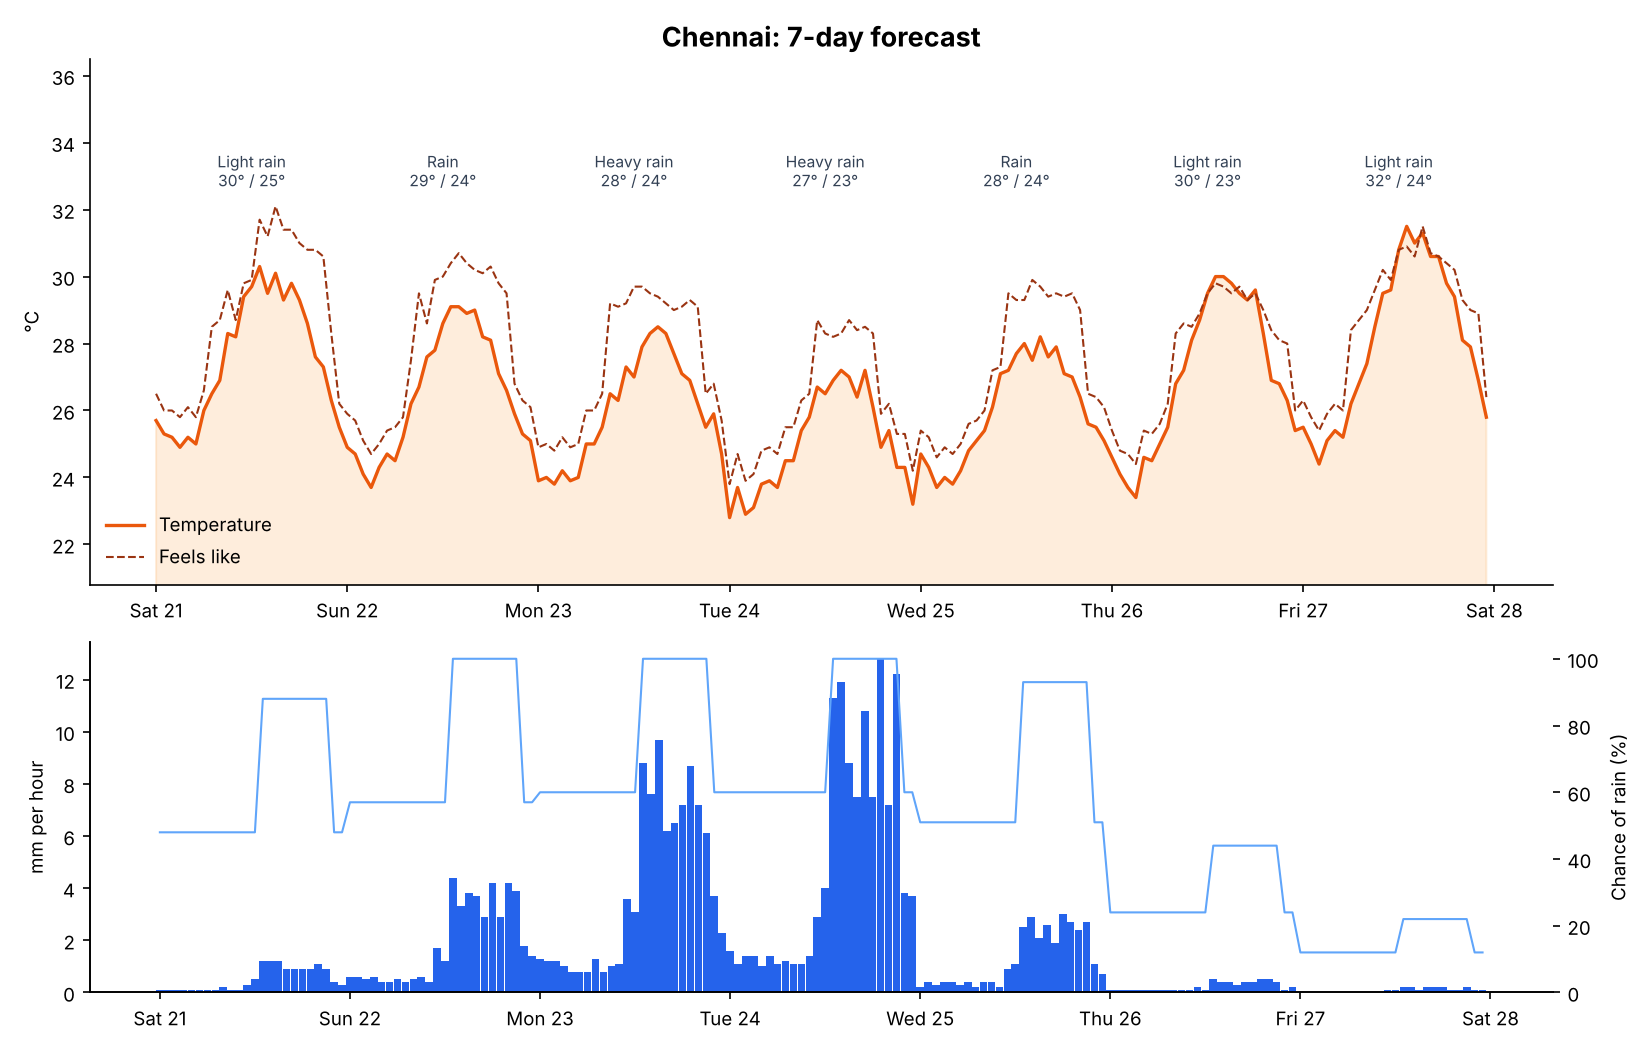 Chennai: 7-day forecast
36
34
32
30
28
26
24
22
°C
Light rain
30° / 25°
Rain
29° / 24°
Heavy rain
28° / 24°
Heavy rain
27° / 23°
Rain
28° / 24°
Light rain
30° / 23°
Light rain
32° / 24°
Temperature
Feels like
Sat 21
Sun 22
Mon 23
Tue 24
Wed 25
Thu 26
Fri 27
Sat 28
12
10
8
6
4
2
0
mm per hour
100
80
60
40
20
0
Chance of rain (%)
Sat 21
Sun 22
Mon 23
Tue 24
Wed 25
Thu 26
Fri 27
Sat 28